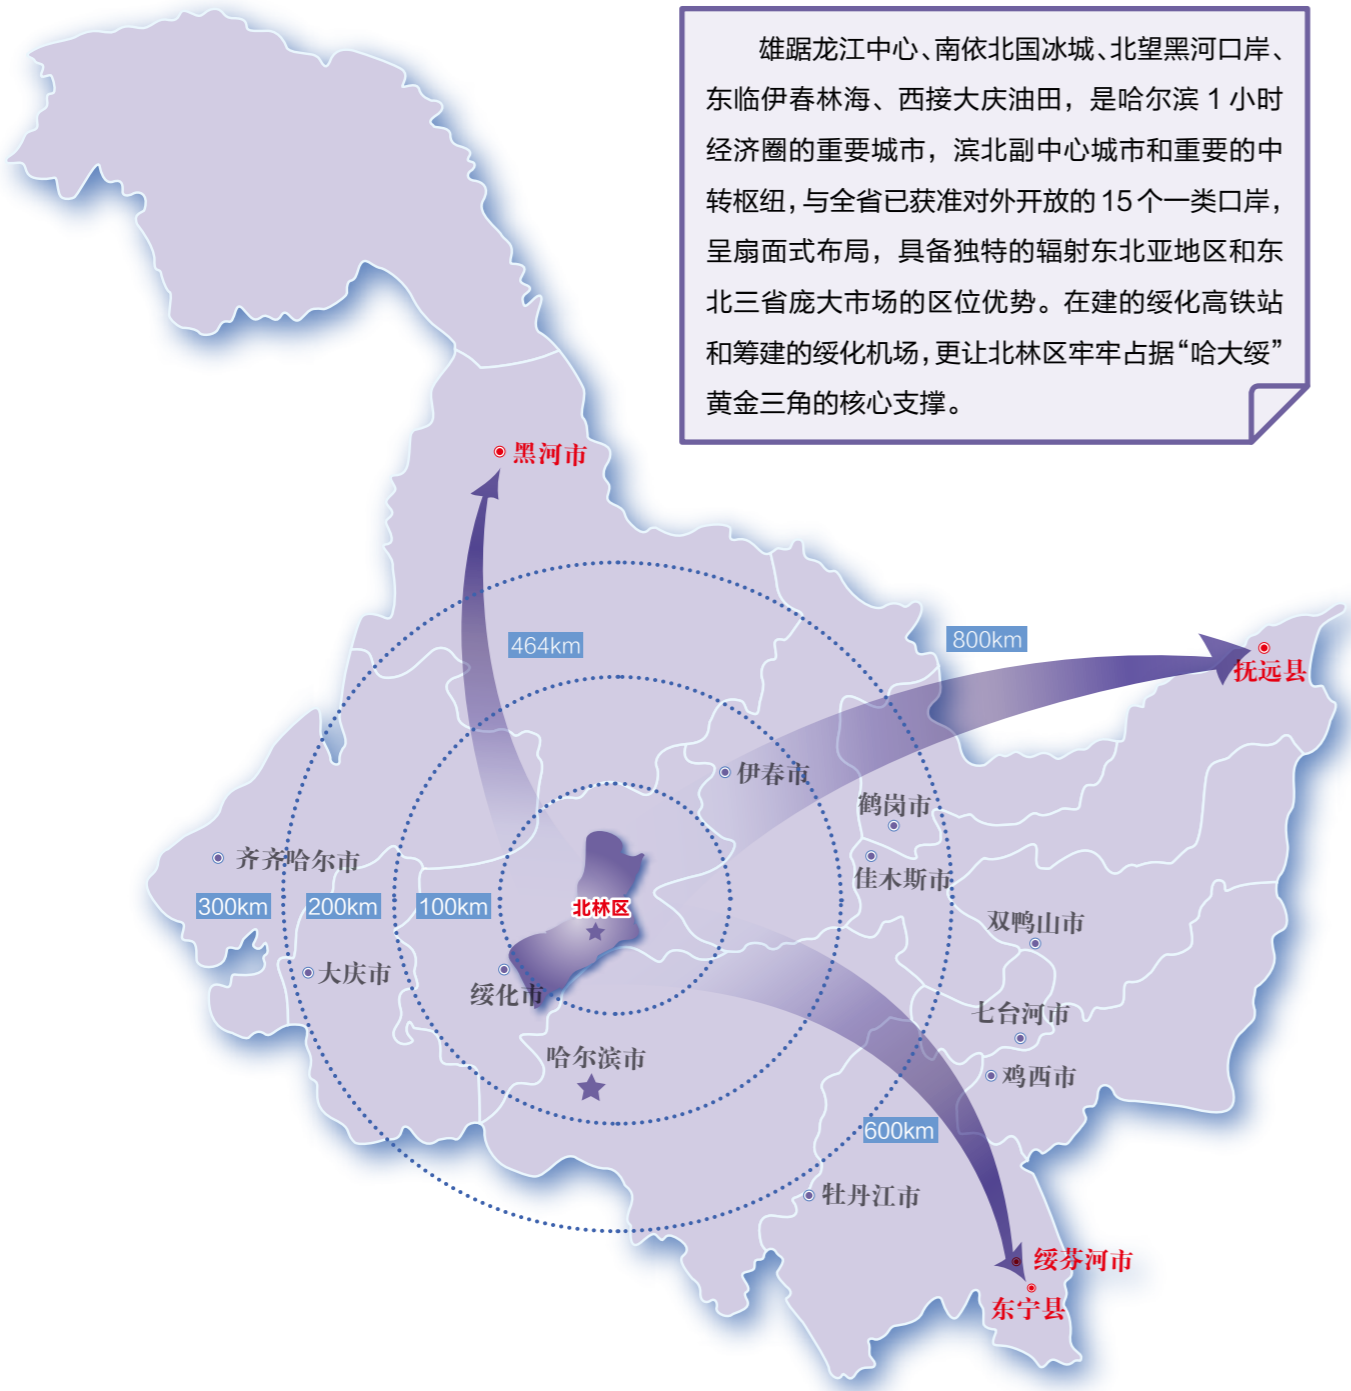 雄踞龙江中心、南依北国冰城、北望黑河口岸、
东临伊春林海、西接大庆油田，是哈尔滨 1 小时
经济圈的重要城市，滨北副中心城市和重要的中
转枢纽，与全省已获准对外开放的 15 个一类口岸，
呈扇面式布局，具备独特的辐射东北亚地区和东
北三省庞大市场的区位优势。在建的绥化高铁站
和筹建的绥化机场，更让北林区牢牢占据“哈大绥”
黄金三角的核心支撑。
黑河市
464km
800km
抚远县
伊春市
鹤岗市
齐齐哈尔市
佳木斯市
300km
200km
100km
北林区
双鸭山市
大庆市
绥化市
七台河市
哈尔滨市
鸡西市
600km
牡丹江市
绥芬河市
东宁县